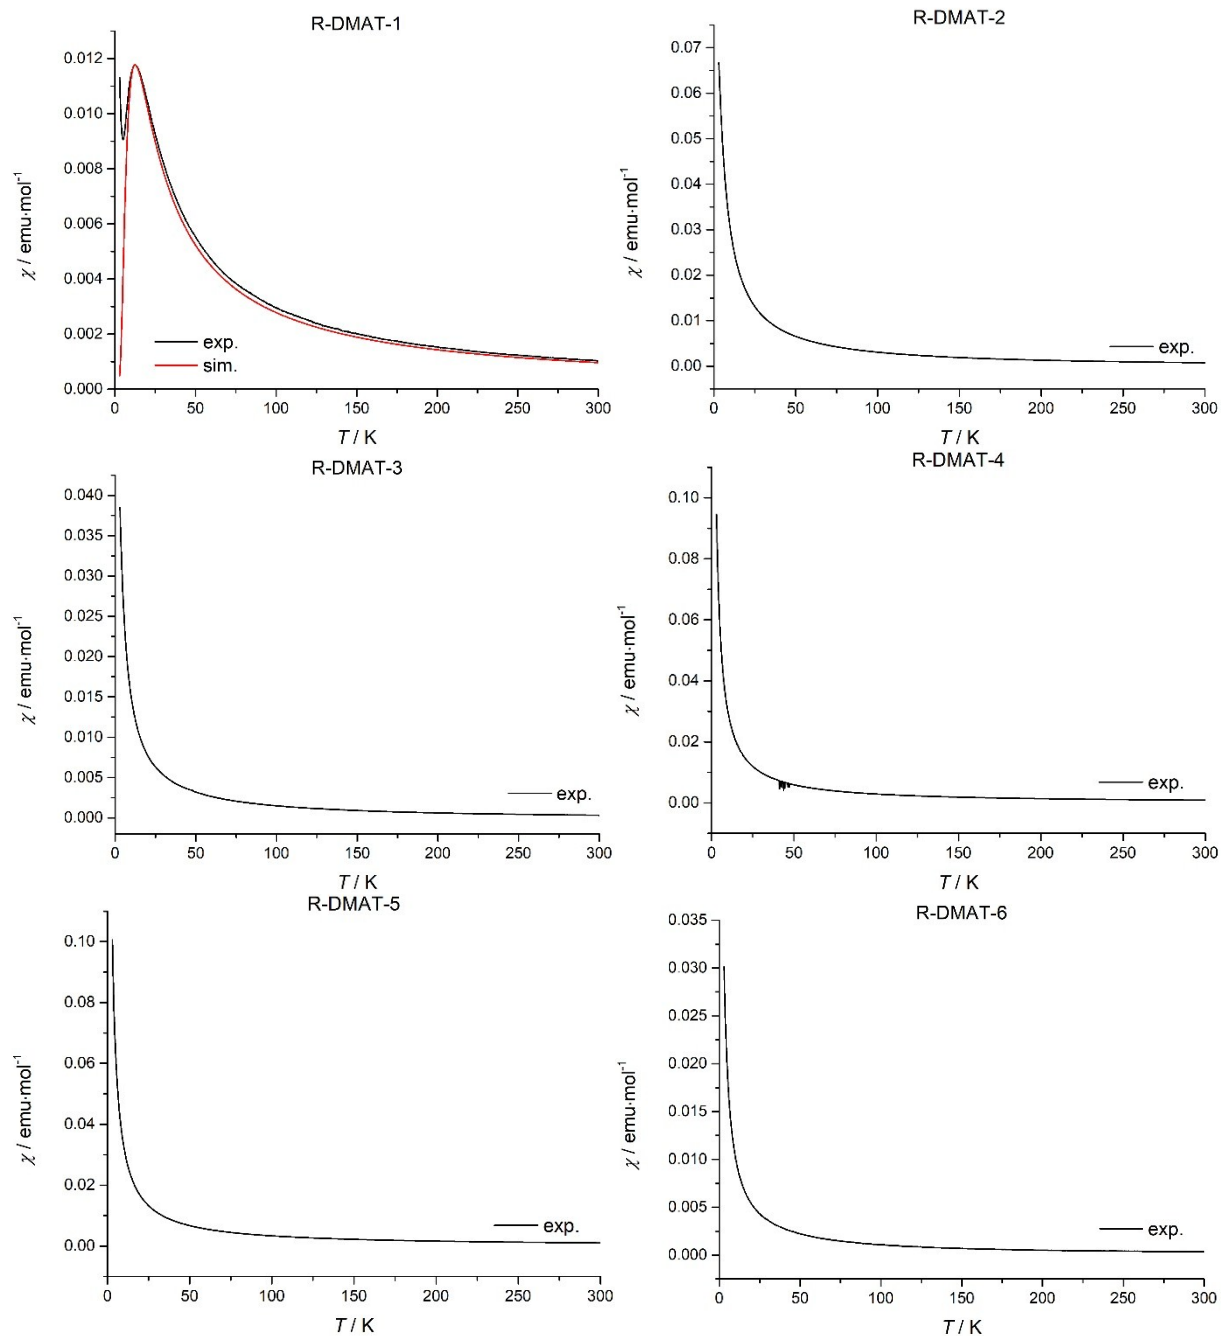 R-DMAT-1
0.012
0.010
0.008
0.006
0.004
0.002
0.000
χ / emu·mol⁻¹
exp.
sim.
0 50 100 150 200 250 300
T / K
R-DMAT-2
0.07
0.06
0.05
0.04
0.03
0.02
0.01
0.00
χ / emu·mol⁻¹
exp.
0 50 100 150 200 250 300
T / K
R-DMAT-3
0.040
0.035
0.030
0.025
0.020
0.015
0.010
0.005
0.000
χ / emu·mol⁻¹
exp.
0 50 100 150 200 250 300
T / K
R-DMAT-4
0.10
0.08
0.06
0.04
0.02
0.00
χ / emu·mol⁻¹
exp.
0 50 100 150 200 250 300
T / K
R-DMAT-5
0.10
0.08
0.06
0.04
0.02
0.00
χ / emu·mol⁻¹
exp.
0 50 100 150 200 250 300
T / K
R-DMAT-6
0.035
0.030
0.025
0.020
0.015
0.010
0.005
0.000
χ / emu·mol⁻¹
exp.
0 50 100 150 200 250 300
T / K